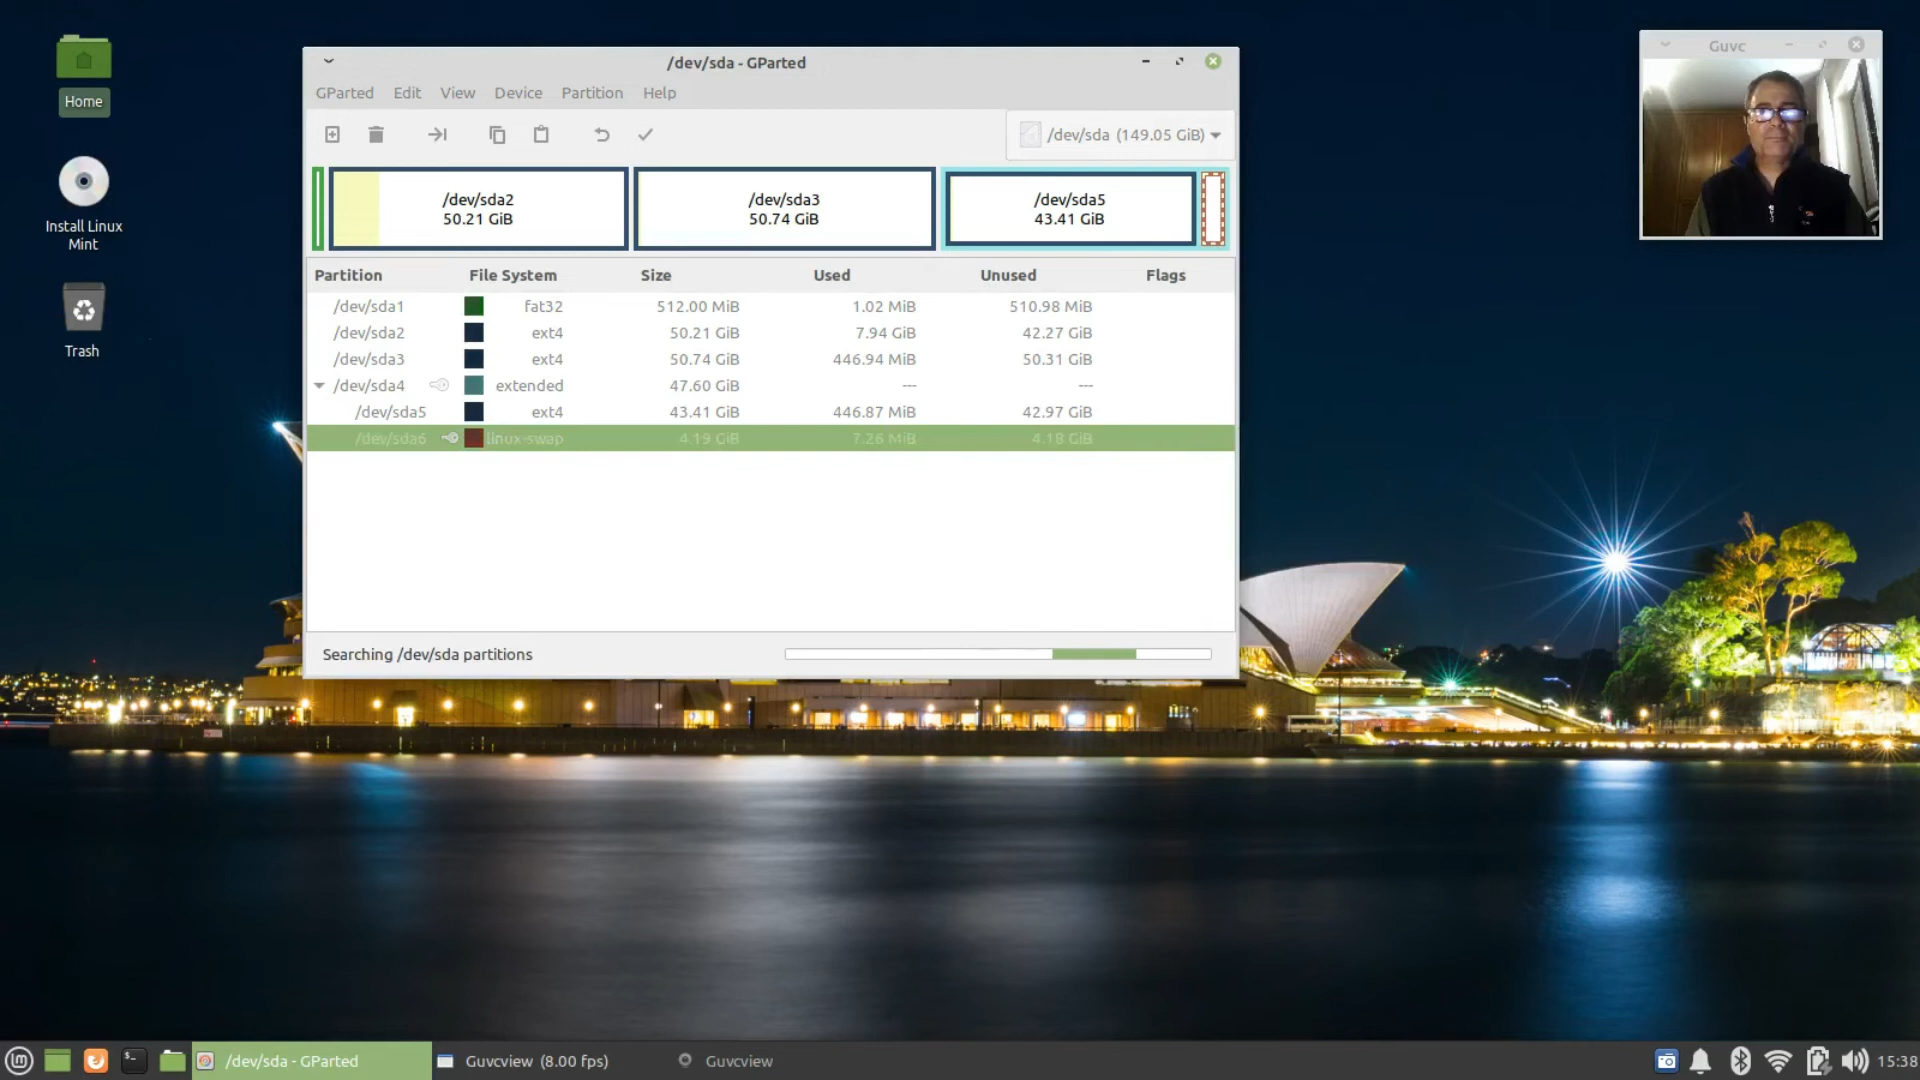 Home
Install Linux
Mint
Trash
/dev/sda - GParted
GParted Edit View Device Partition Help
/dev/sda (149.05 GiB)
/dev/sda2
50.21 GiB
/dev/sda3
50.74 GiB
/dev/sda5
43.41 GiB
Partition File System Size Used Unused Flags
/dev/sda1 fat32 512.00 MiB 1.02 MiB 510.98 MiB
/dev/sda2 ext4 50.21 GiB 7.94 GiB 42.27 GiB
/dev/sda3 ext4 50.74 GiB 446.94 MiB 50.31 GiB
/dev/sda4 extended 47.60 GiB --- ---
/dev/sda5 ext4 43.41 GiB 446.87 MiB 42.97 GiB
/dev/sda6 linux-swap 4.19 GiB 7.26 MiB 4.18 GiB
Searching /dev/sda partitions
Guvc
/dev/sda - GParted
Guvcview (8.00 fps)
Guvcview
15:38